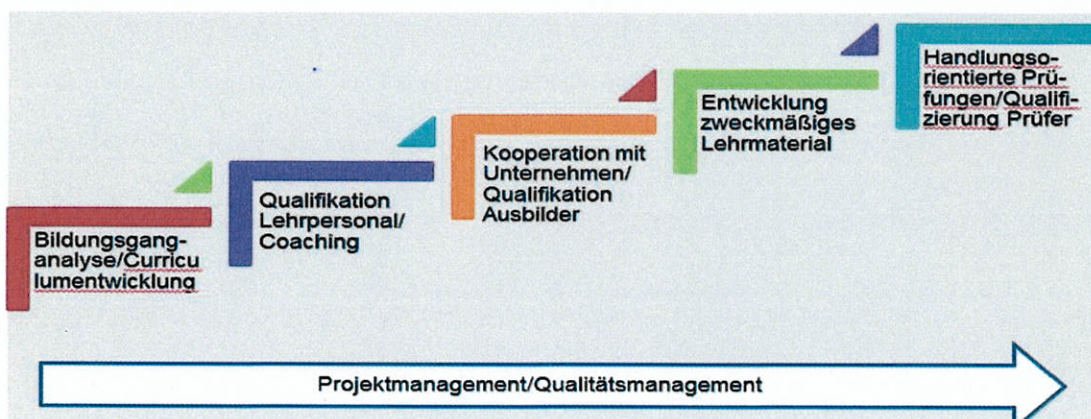 Bildungsgang-
analyse/Curricu
lumentwicklung
Qualifikation
Lehrpersonal/
Coaching
Kooperation mit
Unternehmen/
Qualifikation
Ausbilder
Entwicklung
zweckmäßiges
Lehrmaterial
Handlungso-
rientierte Prü-
fungen/Qualifi-
zierung Prüfer
Projektmanagement/Qualitätsmanagement